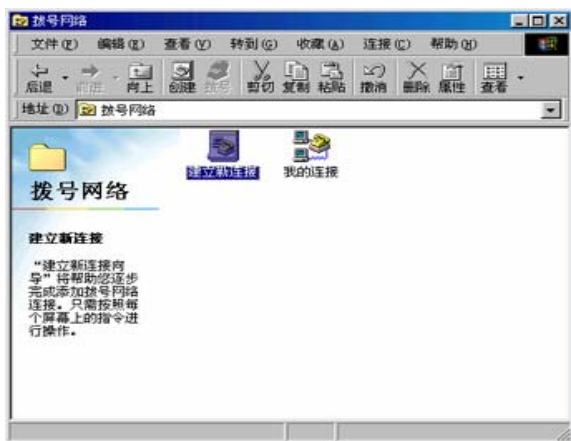 拨号网络
文件(F) 编辑(E) 查看(V) 转到(G) 收藏(A) 连接(C) 帮助(H)
后退 前进 向上 创建 拨号 剪切 复制 粘贴 撤消 删除 属性 查看
地址(D) 拨号网络
建立新连接 我的连接
拨号网络
建立新连接
“建立新连接向
导”将帮助您逐步
完成添加拨号网络
连接。只需按照每
个屏幕上的指令进
行操作。